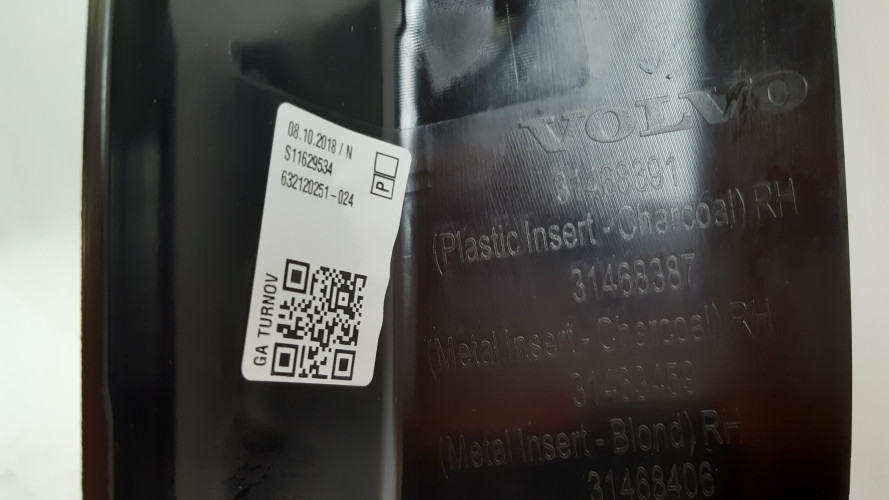 08.10.2018 / N
S11629534
632120251-024
P
GA TURNOV
VOLVO
31468391
(Plastic Insert - Charcoal) RH
31468387
(Metal Insert - Charcoal) RH
(Metal Insert - Blond) RH
31468406